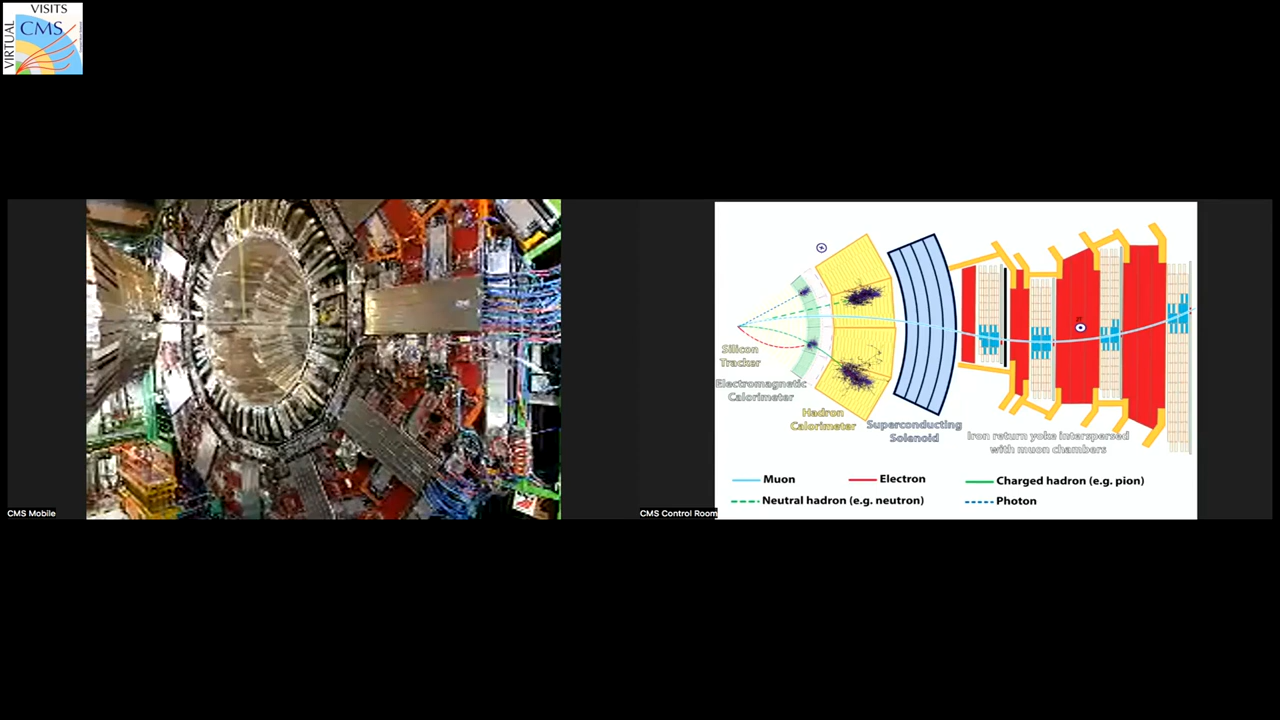 VISITS
CMS
VIRTUAL
CMS Mobile
CMS Control Room
Silicon
Tracker
Electromagnetic
Calorimeter
Hadron
Calorimeter
Superconducting
Solenoid
Iron return yoke interspersed
with muon chambers
2T
Muon
Electron
Charged hadron (e.g. pion)
Neutral hadron (e.g. neutron)
Photon